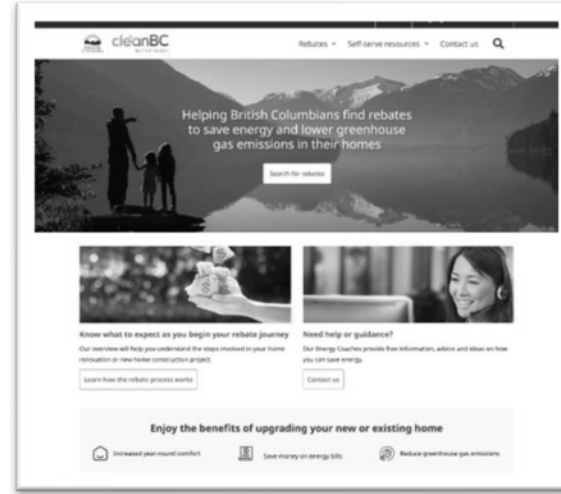 cleanBC
Rebates Self-serve resources Contact us
Helping British Columbians find rebates
to save energy and lower greenhouse
gas emissions in their homes
Search for rebates
Know what to expect as you begin your rebate journey
Our overview will help you understand the steps involved in your home
renovation or new home construction project.
Learn how the rebate process works
Need help or guidance?
Our Energy Coaches provide free information, advice and ideas on how
you can save energy.
Contact us
Enjoy the benefits of upgrading your new or existing home
Increased year-round comfort
Save money on energy bills
Reduce greenhouse gas emissions